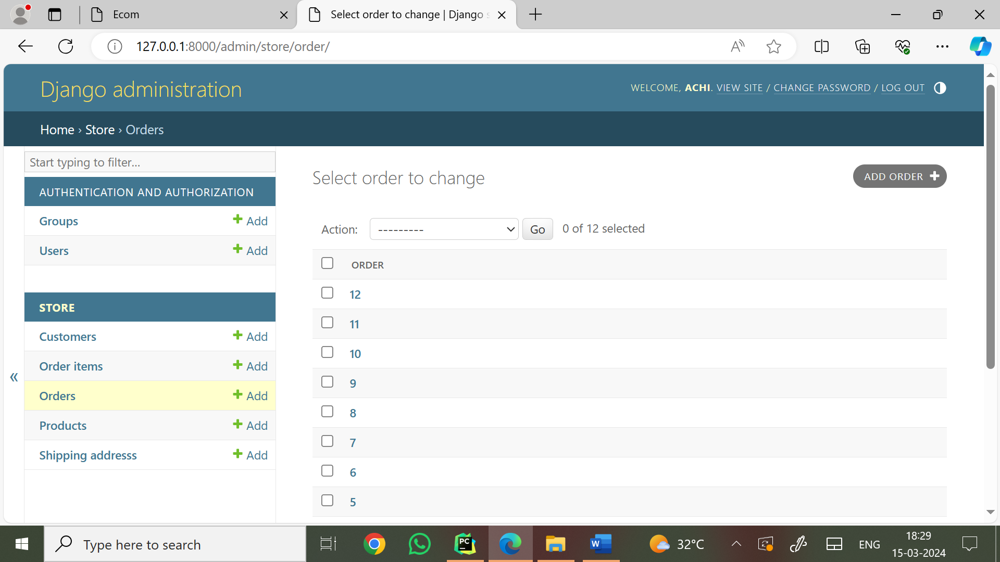 Ecom
Select order to change | Django s
127.0.0.1:8000/admin/store/order/
Django administration
WELCOME, ACHI. VIEW SITE / CHANGE PASSWORD / LOG OUT
Home › Store › Orders
Start typing to filter...
AUTHENTICATION AND AUTHORIZATION
Groups + Add
Users + Add
STORE
Customers + Add
Order items + Add
Orders + Add
Products + Add
Shipping addresss + Add
«
Select order to change
ADD ORDER +
Action: --------- Go 0 of 12 selected
ORDER
12
11
10
9
8
7
6
5
Type here to search
PC
W
32°C
ENG
18:29
15-03-2024